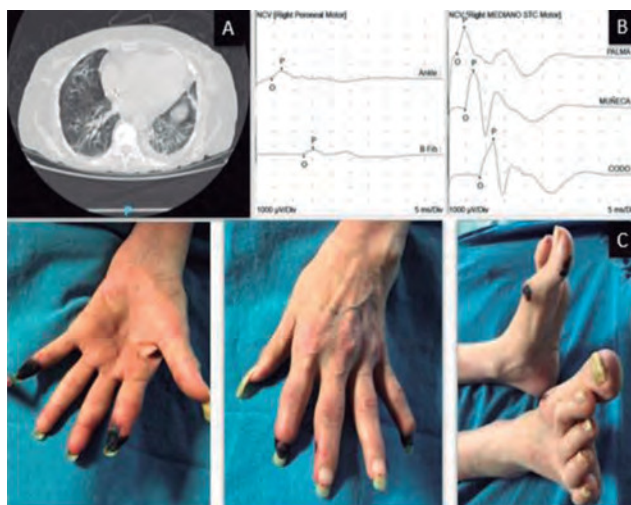 A
P
NCV [Right Peroneal Motor]
P
O
Ankle
P
O
B Fib
1000 µV/Div
5 ms/Div
B
NCV [Right MEDIANO STC Motor]
P
O
PALMA
P
O
MUÑECA
P
O
CODO
1000 µV/Div
5 ms/Div
C